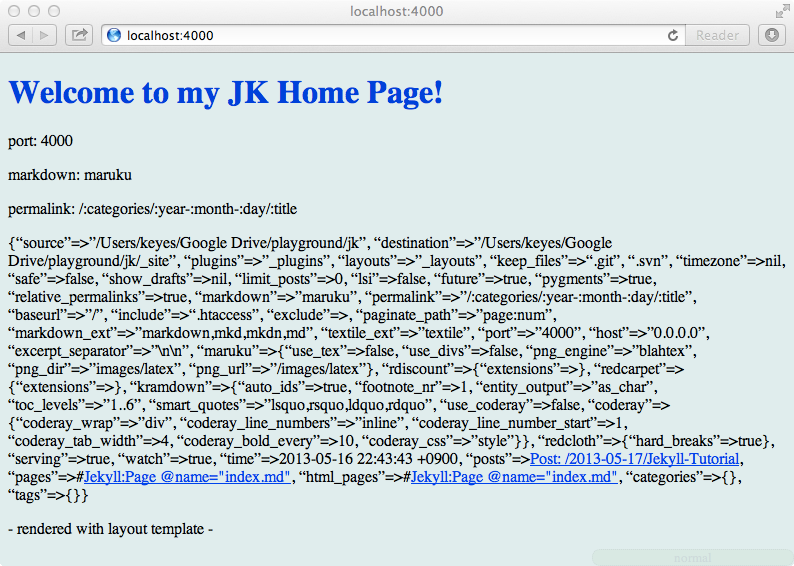 localhost:4000
localhost:4000
Reader
Welcome to my JK Home Page!
port: 4000
markdown: maruku
permalink: /:categories/:year-:month-:day/:title
{“source”=>”/Users/keyes/Google Drive/playground/jk”, “destination”=>”/Users/keyes/Google
Drive/playground/jk/_site”, “plugins”=>”_plugins”, “layouts”=>”_layouts”, “keep_files”=>“.git”, “.svn”, “timezone”=>nil,
“safe”=>false, “show_drafts”=>nil, “limit_posts”=>0, “lsi”=>false, “future”=>true, “pygments”=>true,
“relative_permalinks”=>true, “markdown”=>”maruku”, “permalink”=>”/:categories/:year-:month-:day/:title”,
“baseurl”=>”/”, “include”=>“.htaccess”, “exclude”=>, “paginate_path”=>”page:num”,
“markdown_ext”=>”markdown,mkd,mkdn,md”, “textile_ext”=>”textile”, “port”=>”4000”, “host”=>”0.0.0.0”,
“excerpt_separator”=>”\n\n”, “maruku”=>{“use_tex”=>false, “use_divs”=>false, “png_engine”=>”blahtex”,
“png_dir”=>”images/latex”, “png_url”=>”/images/latex”}, “rdiscount”=>{“extensions”=>}, “redcarpet”=>
{“extensions”=>}, “kramdown”=>{“auto_ids”=>true, “footnote_nr”=>1, “entity_output”=>”as_char”,
“toc_levels”=>”1..6”, “smart_quotes”=>”lsquo,rsquo,ldquo,rdquo”, “use_coderay”=>false, “coderay”=>
{“coderay_wrap”=>”div”, “coderay_line_numbers”=>”inline”, “coderay_line_number_start”=>1,
“coderay_tab_width”=>4, “coderay_bold_every”=>10, “coderay_css”=>”style”}}, “redcloth”=>{“hard_breaks”=>true},
“serving”=>true, “watch”=>true, “time”=>2013-05-16 22:43:43 +0900, “posts”=>Post: /2013-05-17/Jekyll-Tutorial,
“pages”=>#Jekyll:Page @name="index.md", “html_pages”=>#Jekyll:Page @name="index.md", “categories”=>{},
“tags”=>{}}
- rendered with layout template -
normal